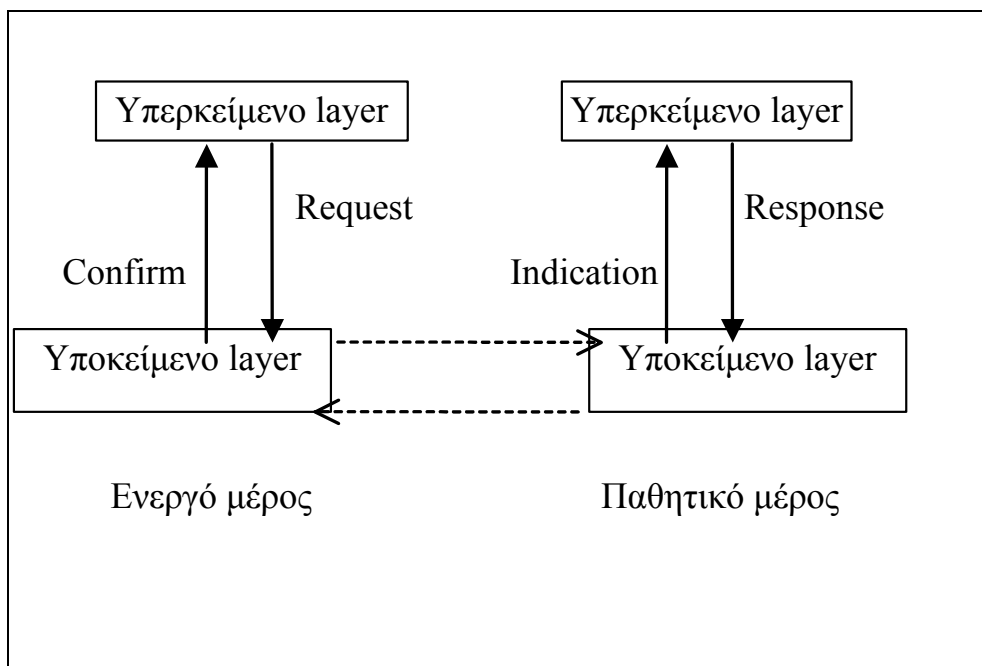 Υπερκείμενο layer
Υπερκείμενο layer
Request
Response
Confirm
Indication
Υποκείμενο layer
Υποκείμενο layer
Ενεργό μέρος
Παθητικό μέρος